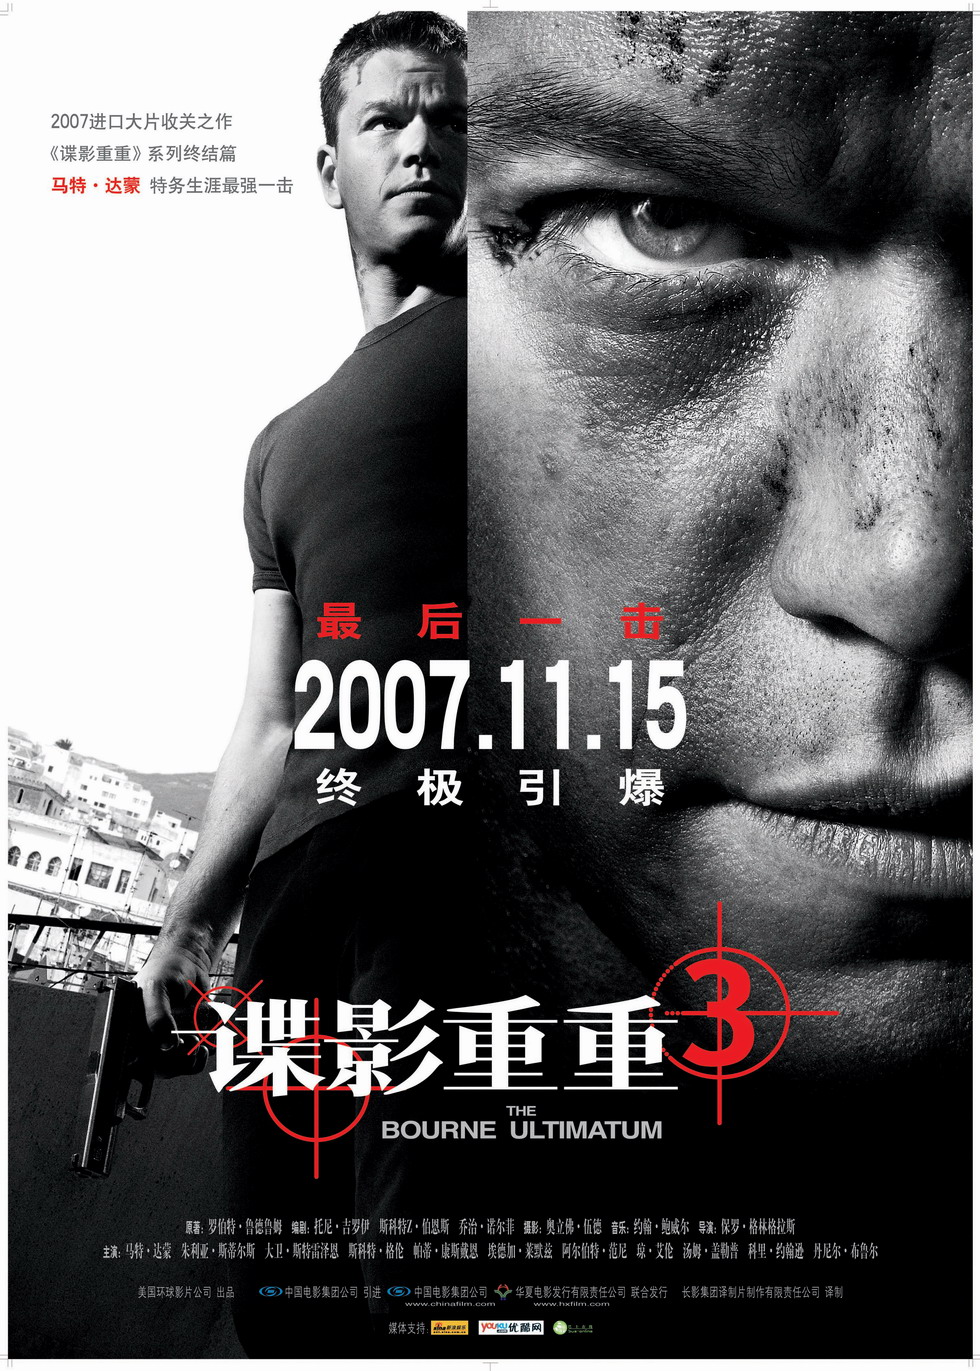 2007进口大片收关之作
《谍影重重》系列终结篇
马特·达蒙 特务生涯最强一击
最后一击
2007.11.15
终极引爆
谍影重重3
THE
BOURNE ULTIMATUM
原著：罗伯特·鲁德鲁姆 编剧：托尼·吉罗伊 斯科特Z·伯恩斯 乔治·诺尔菲 摄影：奥立佛·伍德 音乐：约翰·鲍威尔 导演：保罗·格林格拉斯
主演：马特·达蒙 朱利亚·斯蒂尔斯 大卫·斯特雷泽恩 斯科特·格伦 帕蒂·康斯戴恩 埃德加·莱默兹 阿尔伯特·范尼 琼·艾伦 汤姆·盖勒普 科里·约翰逊 丹尼尔·布鲁尔
美国环球影片公司 出品 中国电影集团公司 引进 中国电影集团公司 华夏电影发行有限责任公司 联合发行 长影集团译制片制作有限责任公司 译制
www.chinafilm.com www.hxfilm.com
媒体支持： sina 新浪娱乐 youku.com 优酷网